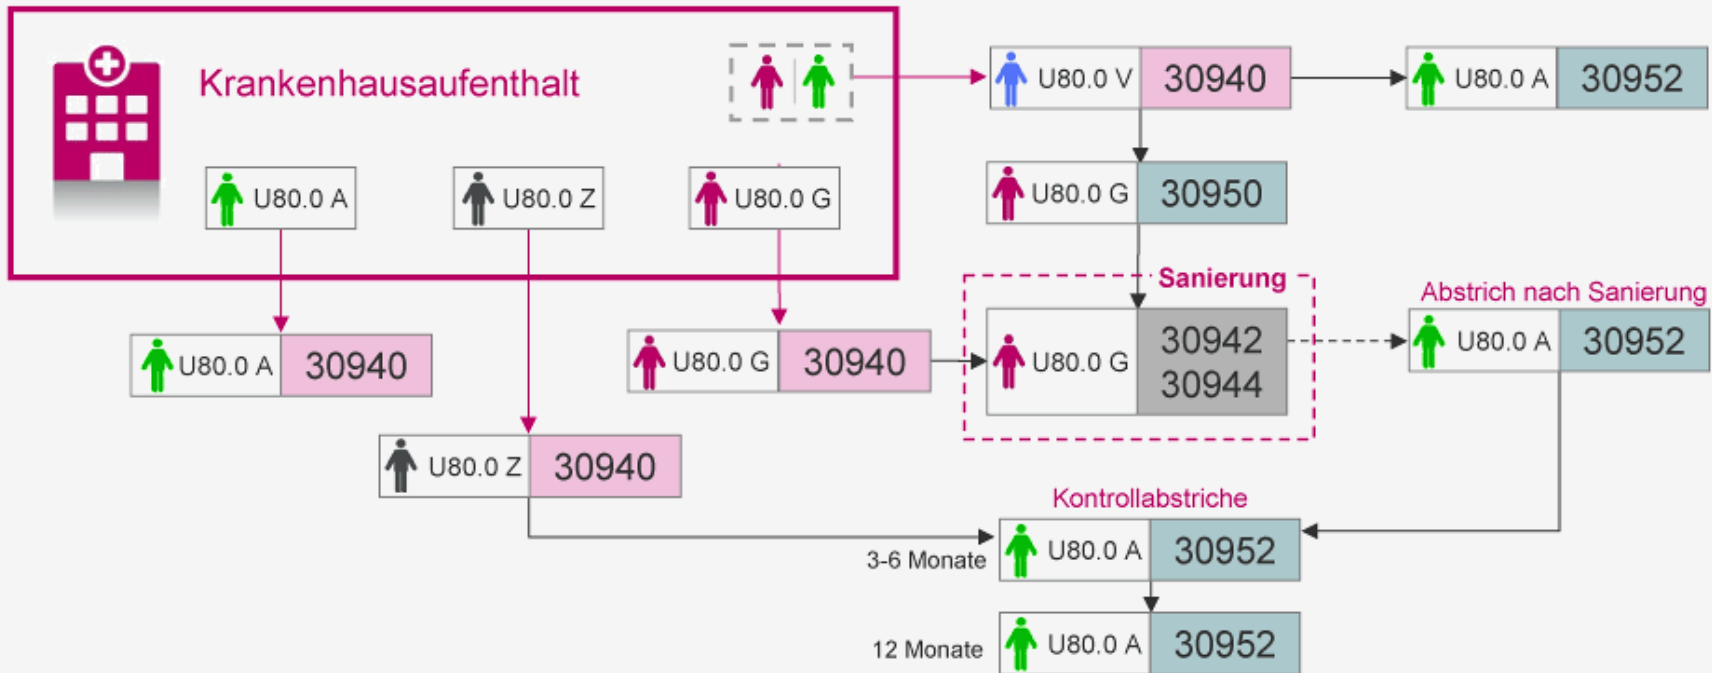 Krankenhausaufenthalt
U80.0 V 30940
U80.0 A 30952
U80.0 A
U80.0 Z
U80.0 G
U80.0 G 30950
Sanierung
Abstrich nach Sanierung
U80.0 A 30940
U80.0 G 30940
U80.0 G 30942
30944
U80.0 A 30952
U80.0 Z 30940
Kontrollabstriche
3-6 Monate
U80.0 A 30952
12 Monate
U80.0 A 30952